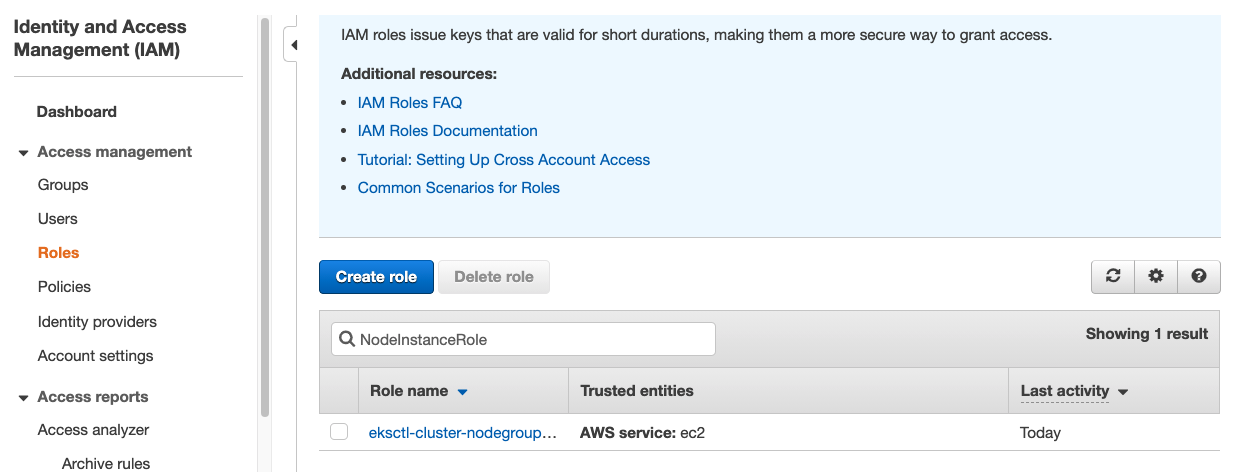 Identity and Access
Management (IAM)
Dashboard
Access management
Groups
Users
Roles
Policies
Identity providers
Account settings
Access reports
Access analyzer
Archive rules
IAM roles issue keys that are valid for short durations, making them a more secure way to grant access.
Additional resources:
• IAM Roles FAQ
• IAM Roles Documentation
• Tutorial: Setting Up Cross Account Access
• Common Scenarios for Roles
Create role Delete role
NodeInstanceRole Showing 1 result
Role name Trusted entities Last activity
eksctl-cluster-nodegroup... AWS service: ec2 Today